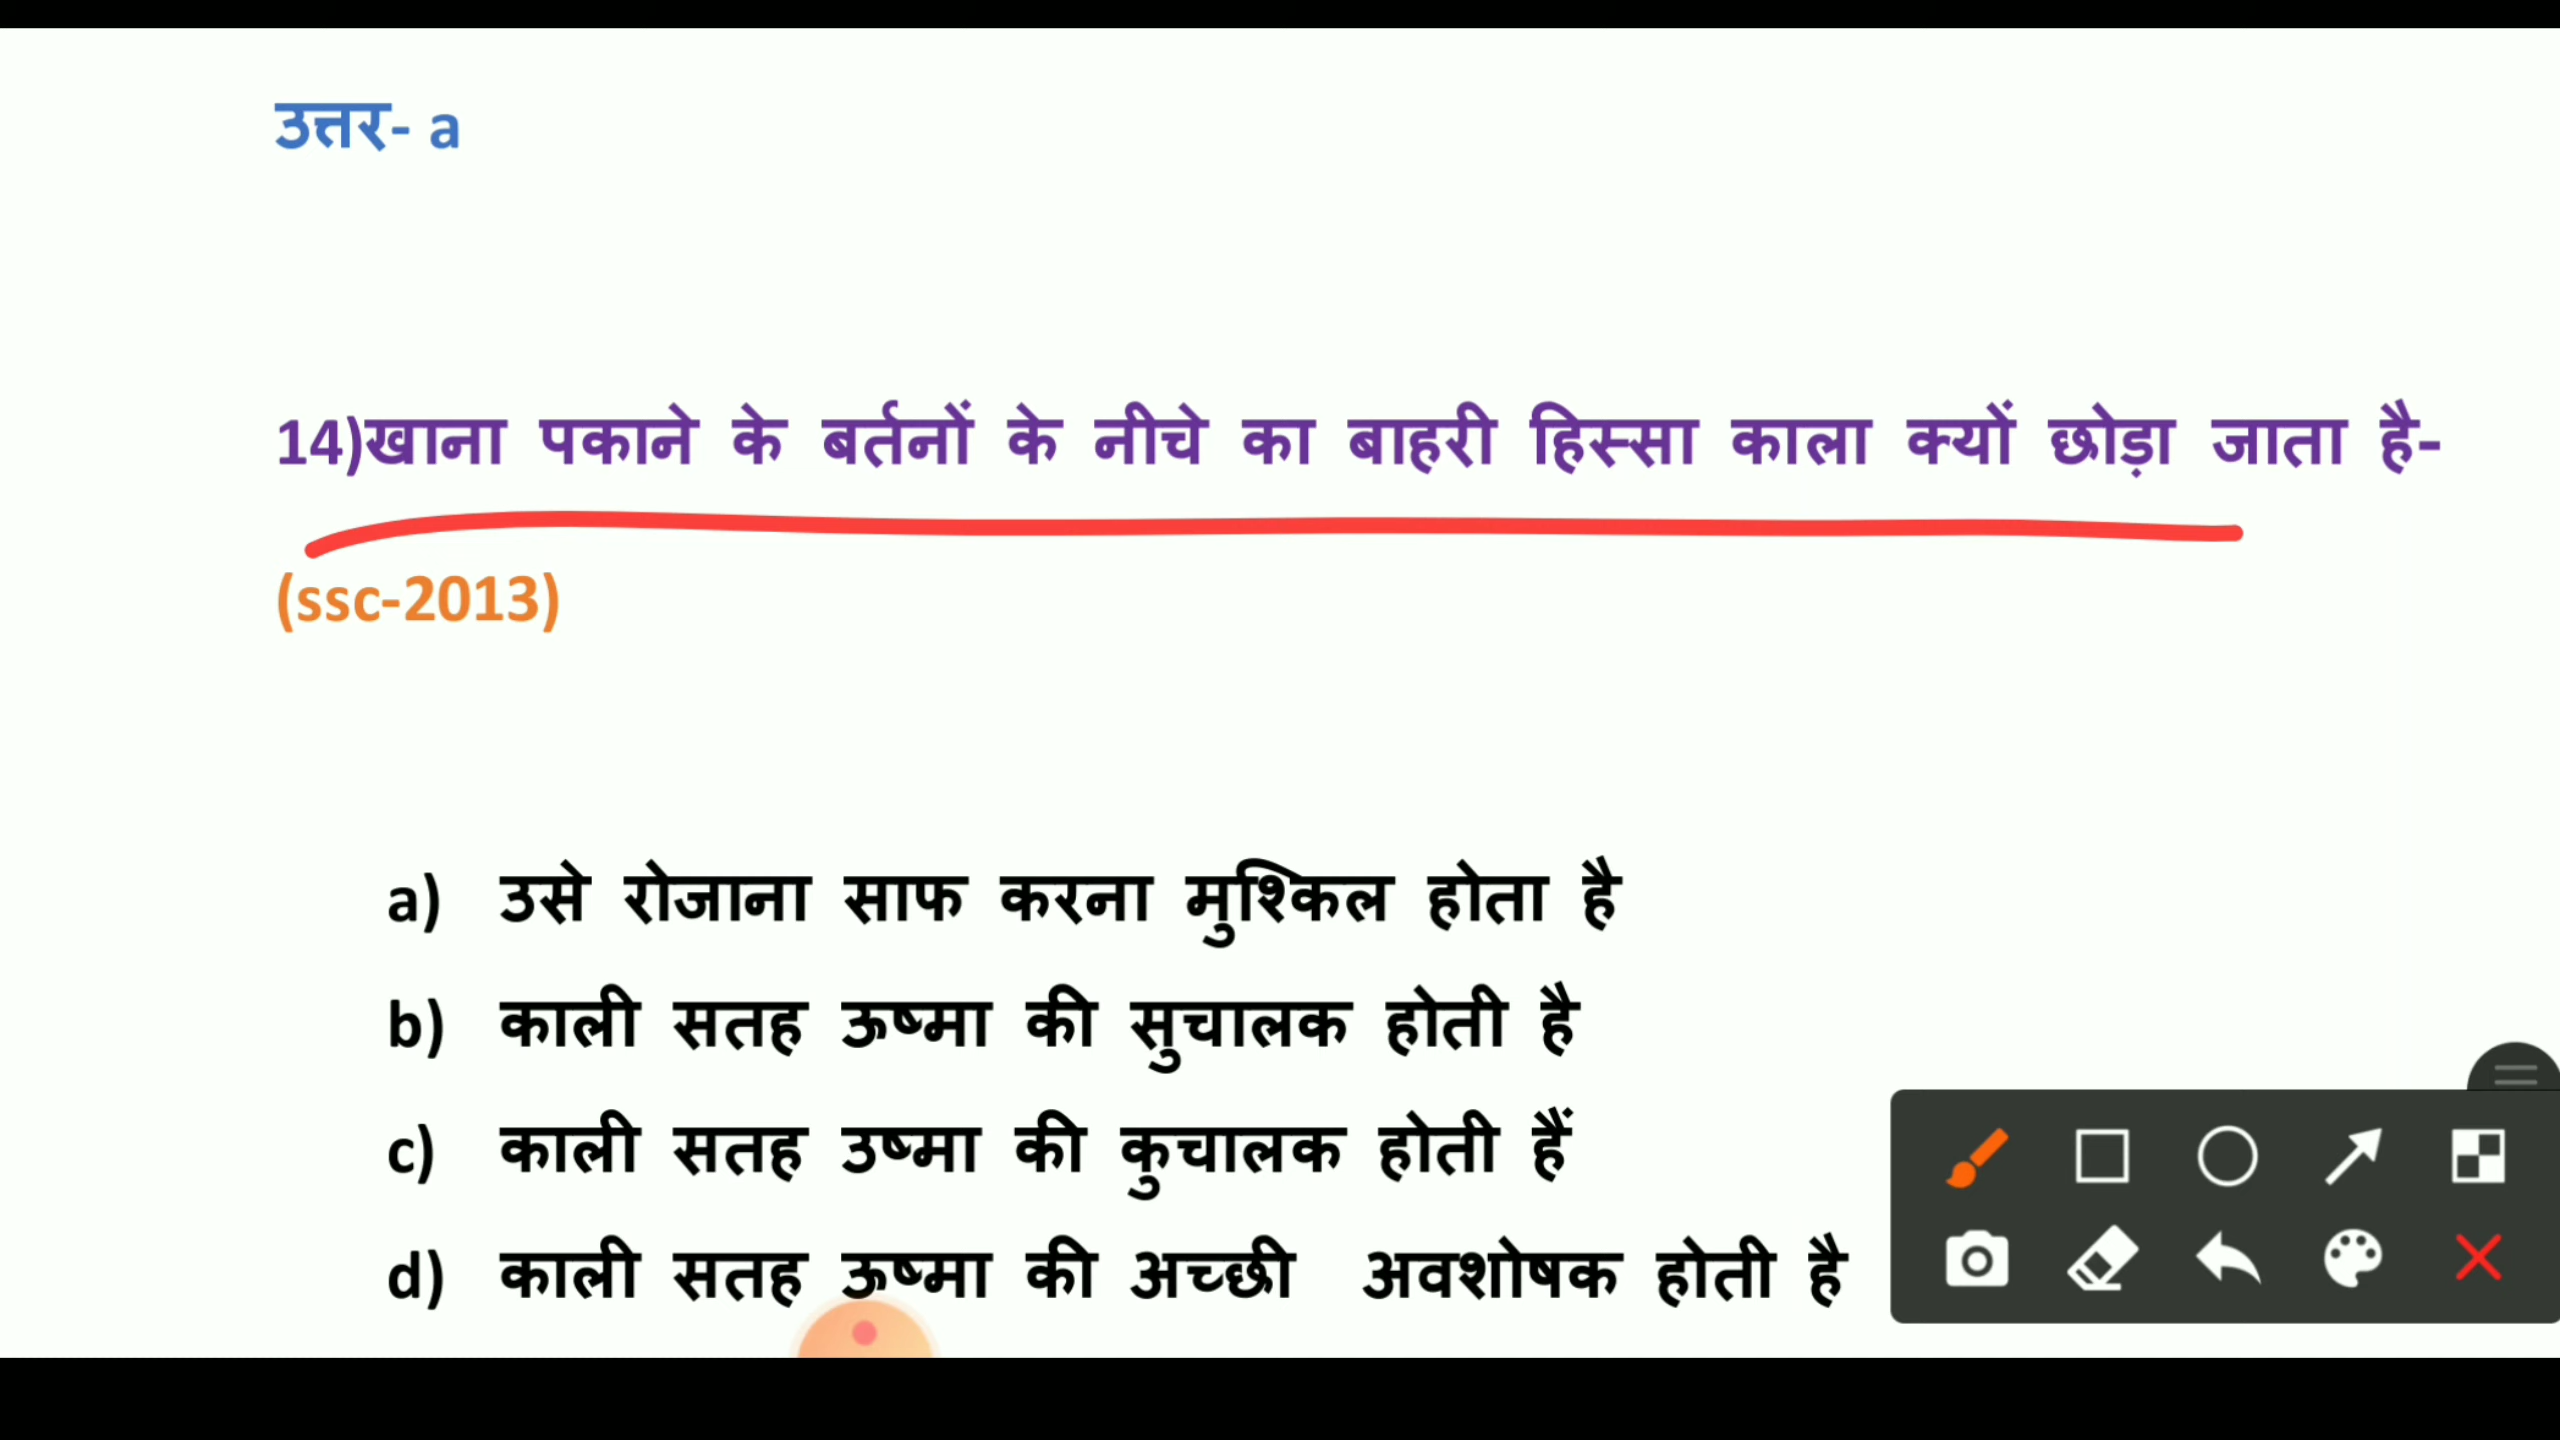 उत्तर- a
14)खाना पकाने के बर्तनों के नीचे का बाहरी हिस्सा काला क्यों छोड़ा जाता है-
(ssc-2013)
a) उसे रोजाना साफ करना मुश्किल होता है
b) काली सतह ऊष्मा की सुचालक होती है
c) काली सतह उष्मा की कुचालक होती हैं
d) काली सतह ऊष्मा की अच्छी अवशोषक होती है